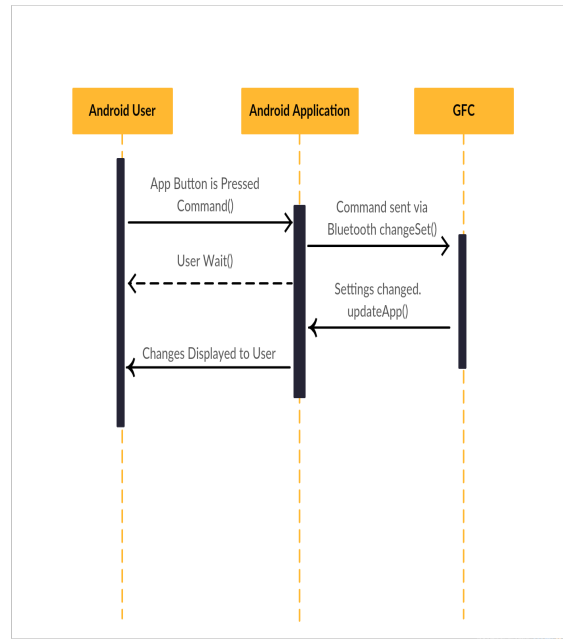 Android User
Android Application
GFC
App Button is Pressed
Command()
Command sent via
Bluetooth changeSet()
User Wait()
Settings changed.
updateApp()
Changes Displayed to User